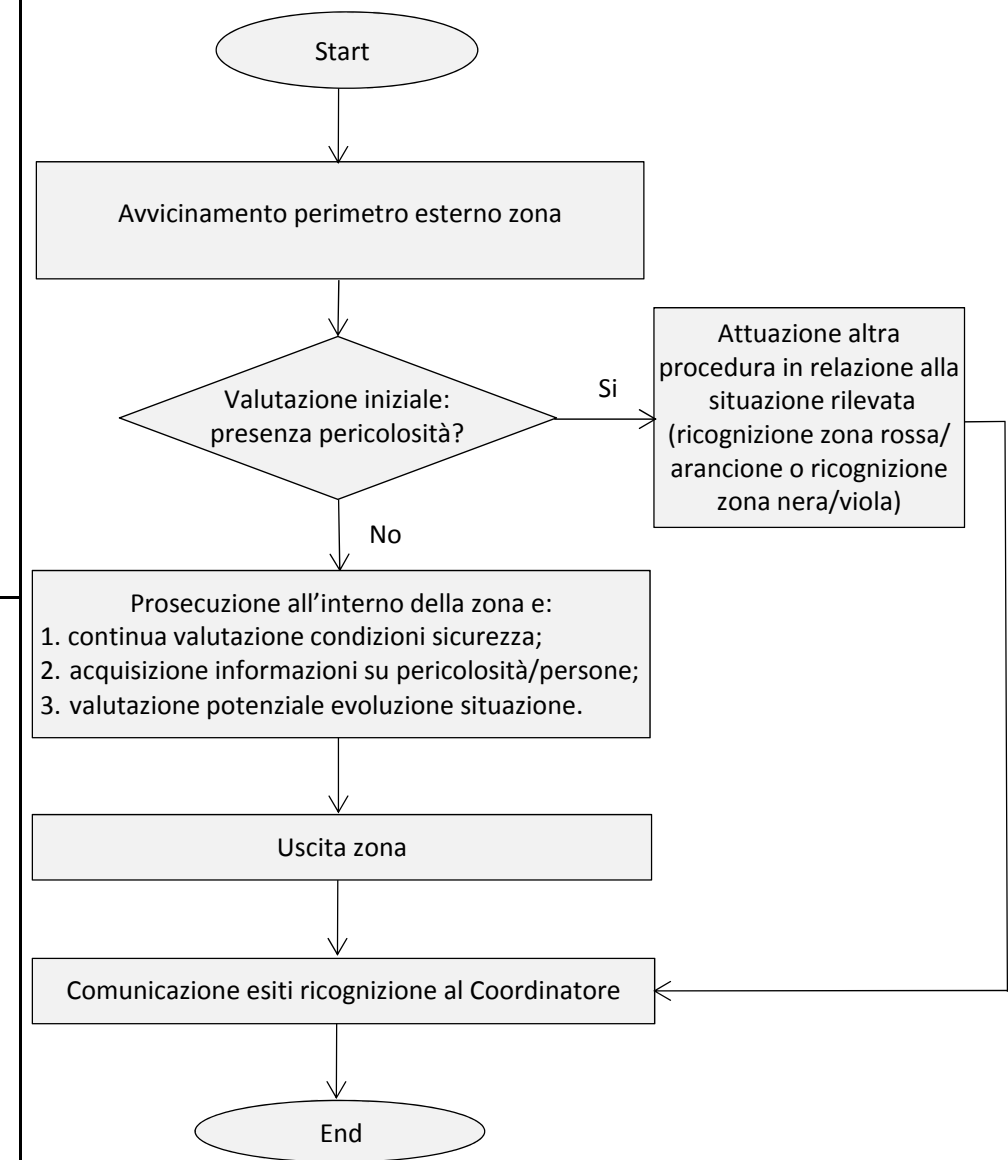 Start
Avvicinamento perimetro esterno zona
Valutazione iniziale:
presenza pericolosità?
Si
Attuazione altra
procedura in relazione alla
situazione rilevata
(ricognizione zona rossa/
arancione o ricognizione
zona nera/viola)
No
Prosecuzione all’interno della zona e:
1. continua valutazione condizioni sicurezza;
2. acquisizione informazioni su pericolosità/persone;
3. valutazione potenziale evoluzione situazione.
Uscita zona
Comunicazione esiti ricognizione al Coordinatore
End